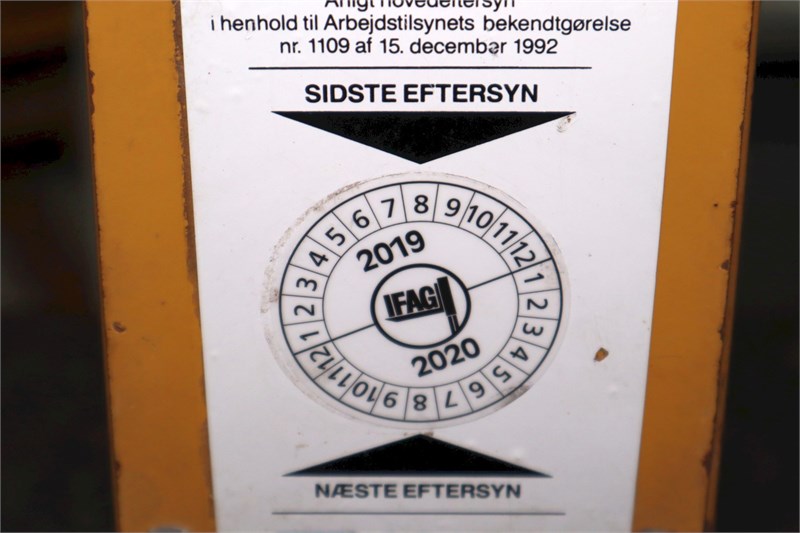 Årligt hovedeftersyn
i henhold til Arbejdstilsynets bekendtgørelse
nr. 1109 af 15. december 1992
SIDSTE EFTERSYN
1 2 3 4 5 6 7 8 9 10 11 12
2019
IFAG
2020
1 2 3 4 5 6 7 8 9 10 11 12
NÆSTE EFTERSYN